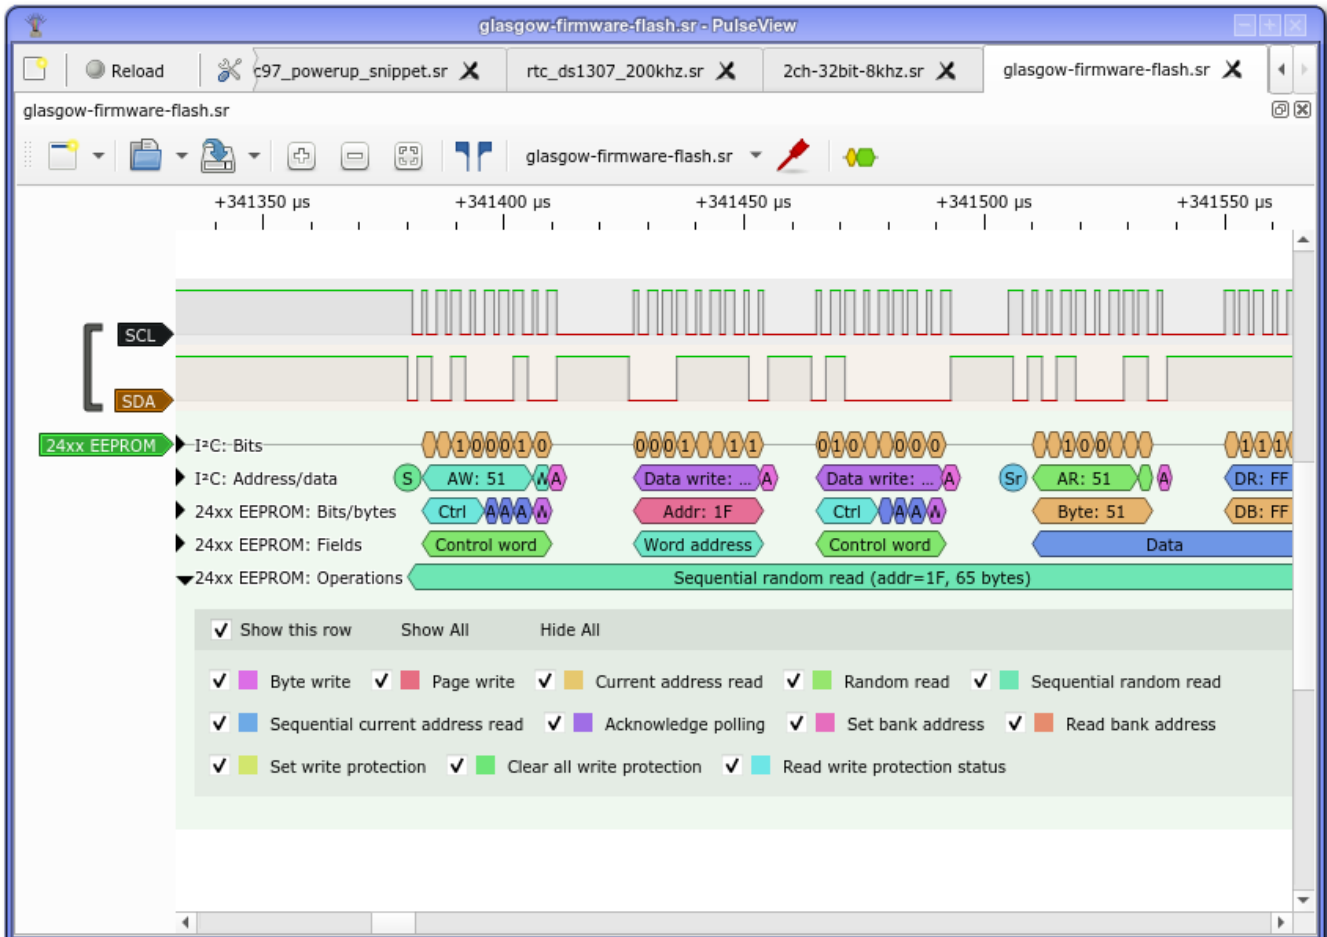 glasgow-firmware-flash.sr - PulseView
Reload c97_powerup_snippet.sr rtc_ds1307_200khz.sr 2ch-32bit-8khz.sr glasgow-firmware-flash.sr
glasgow-firmware-flash.sr
glasgow-firmware-flash.sr
+341350 µs +341400 µs +341450 µs +341500 µs +341550 µs
SCL
SDA
24xx EEPROM I²C: Bits 1 0 0 0 1 0 0 0 0 1 1 1 0 1 0 0 0 0 1 0 0 1 1 1
I²C: Address/data S AW: 51 W A Data write: ... A Data write: ... A Sr AR: 51 A DR: FF
24xx EEPROM: Bits/bytes Ctrl A A A W Addr: 1F Ctrl A A W Byte: 51 DB: FF
24xx EEPROM: Fields Control word Word address Control word Data
24xx EEPROM: Operations Sequential random read (addr=1F, 65 bytes)
Show this row Show All Hide All
Byte write Page write Current address read Random read Sequential random read
Sequential current address read Acknowledge polling Set bank address Read bank address
Set write protection Clear all write protection Read write protection status